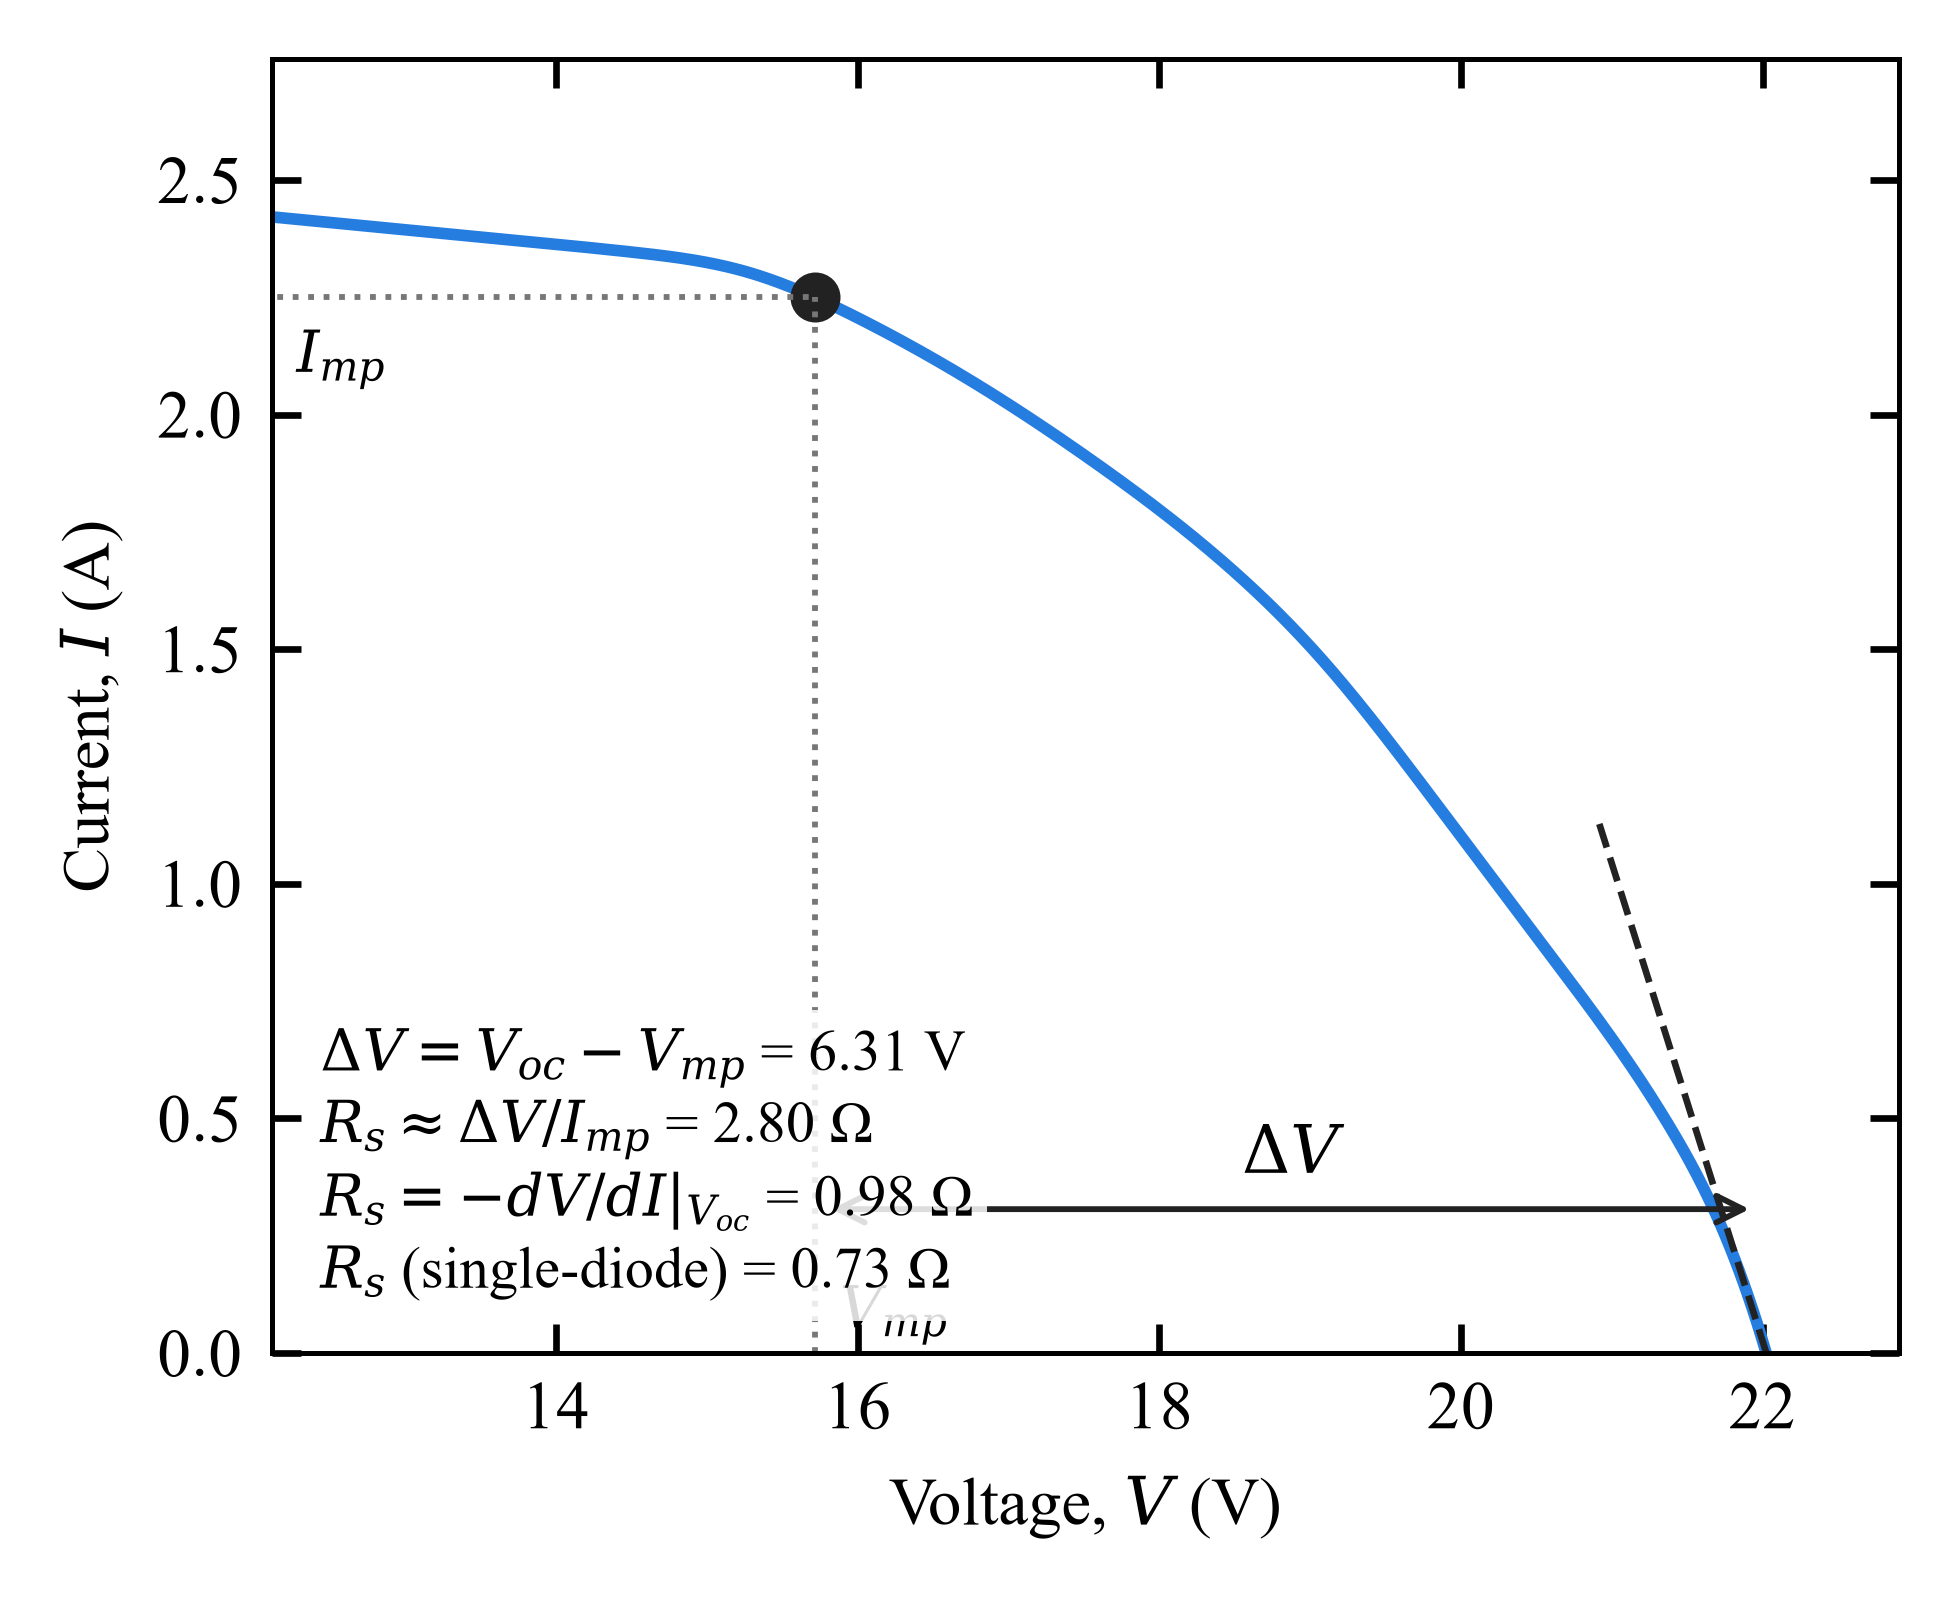 2.5
2.0
1.5
1.0
0.5
0.0
Current, I (A)
I_mp
ΔV = V_oc − V_mp = 6.31 V
R_s ≈ ΔV/I_mp = 2.80 Ω
R_s = −dV/dI|_V_oc = 0.98 Ω
R_s (single-diode) = 0.73 Ω
ΔV
V_mp
14 16 18 20 22
Voltage, V (V)